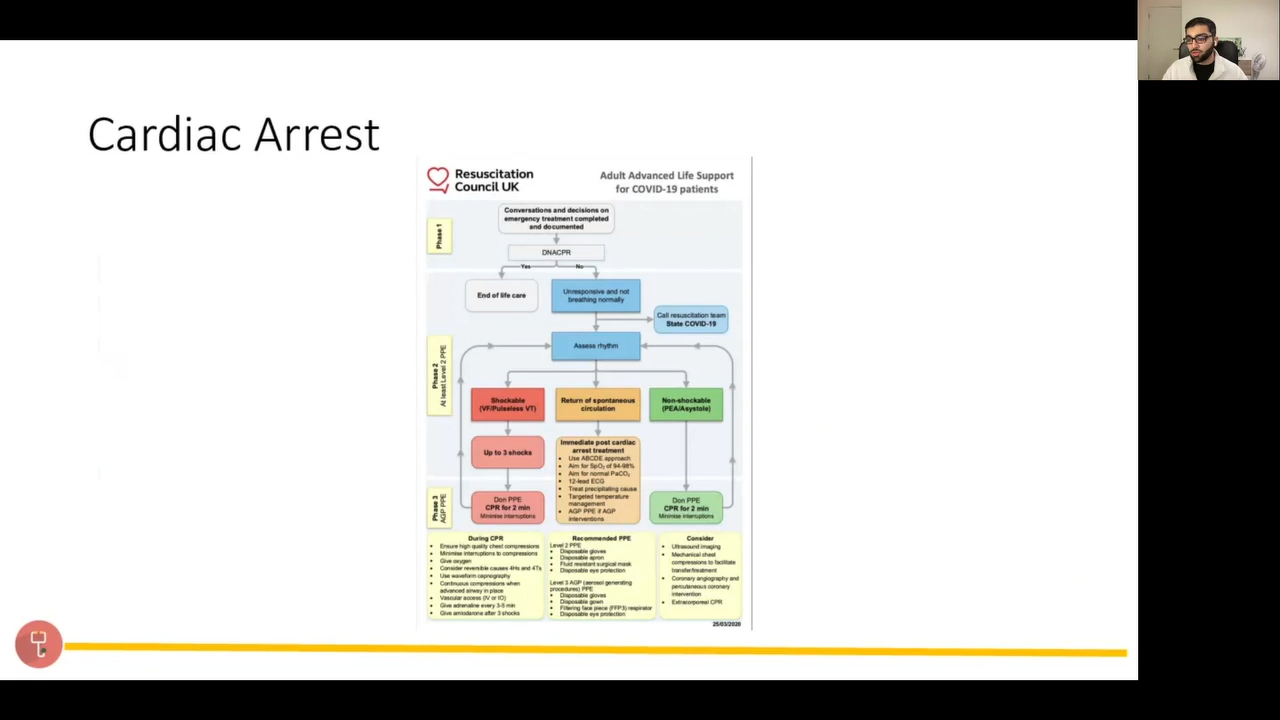 Cardiac Arrest
Resuscitation
Council UK
Adult Advanced Life Support
for COVID-19 patients
Phase 1
Conversations and decisions on
emergency treatment completed
and documented
DNACPR
Yes
No
End of life care
Unresponsive and not
breathing normally
Call resuscitation team
State COVID-19
Phase 2
At least Level 2 PPE
Assess rhythm
Shockable
(VF/Pulseless VT)
Return of spontaneous
circulation
Non-shockable
(PEA/Asystole)
Up to 3 shocks
Immediate post cardiac
arrest treatment
• Use ABCDE approach
• Aim for SpO₂ of 94-98%
• Aim for normal PaCO₂
• 12-lead ECG
• Treat precipitating cause
• Targeted temperature
management
• AGP PPE if AGP
interventions
Phase 3
AGP PPE
Don PPE
CPR for 2 min
Minimise interruptions
Don PPE
CPR for 2 min
Minimise interruptions
During CPR
• Ensure high quality chest compressions
• Minimise interruptions to compressions
• Give oxygen
• Consider reversible causes 4Hs and 4Ts
• Use waveform capnography
• Continuous compressions when
advanced airway in place
• Vascular access (IV or IO)
• Give adrenaline every 3-5 min
• Give amiodarone after 3 shocks
Recommended PPE
Level 2 PPE
• Disposable gloves
• Disposable apron
• Fluid resistant surgical mask
• Disposable eye protection
Level 3 AGP (aerosol generating
procedures) PPE
• Disposable gloves
• Disposable gown
• Filtering face piece (FFP3) respirator
• Disposable eye protection
Consider
• Ultrasound imaging
• Mechanical chest
compressions to facilitate
transfer/treatment
• Coronary angiography and
percutaneous coronary
intervention
• Extracorporeal CPR
25/03/2020